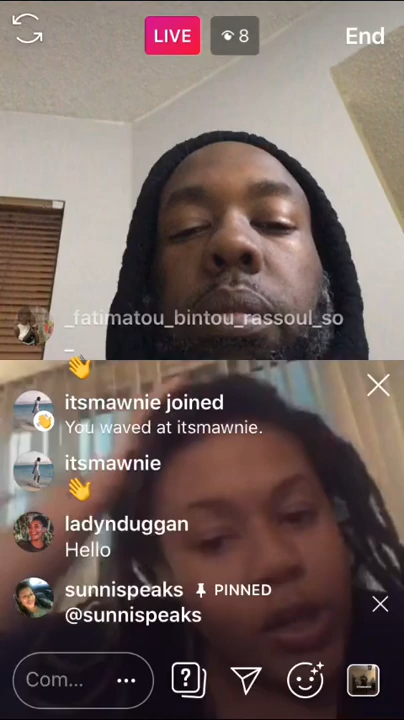 LIVE
8
End
_fatimatou_bintou_rassoul_so
_
itsmawnie joined
You waved at itsmawnie.
itsmawnie
ladynduggan
Hello
sunnispeaks PINNED
@sunnispeaks
Com...